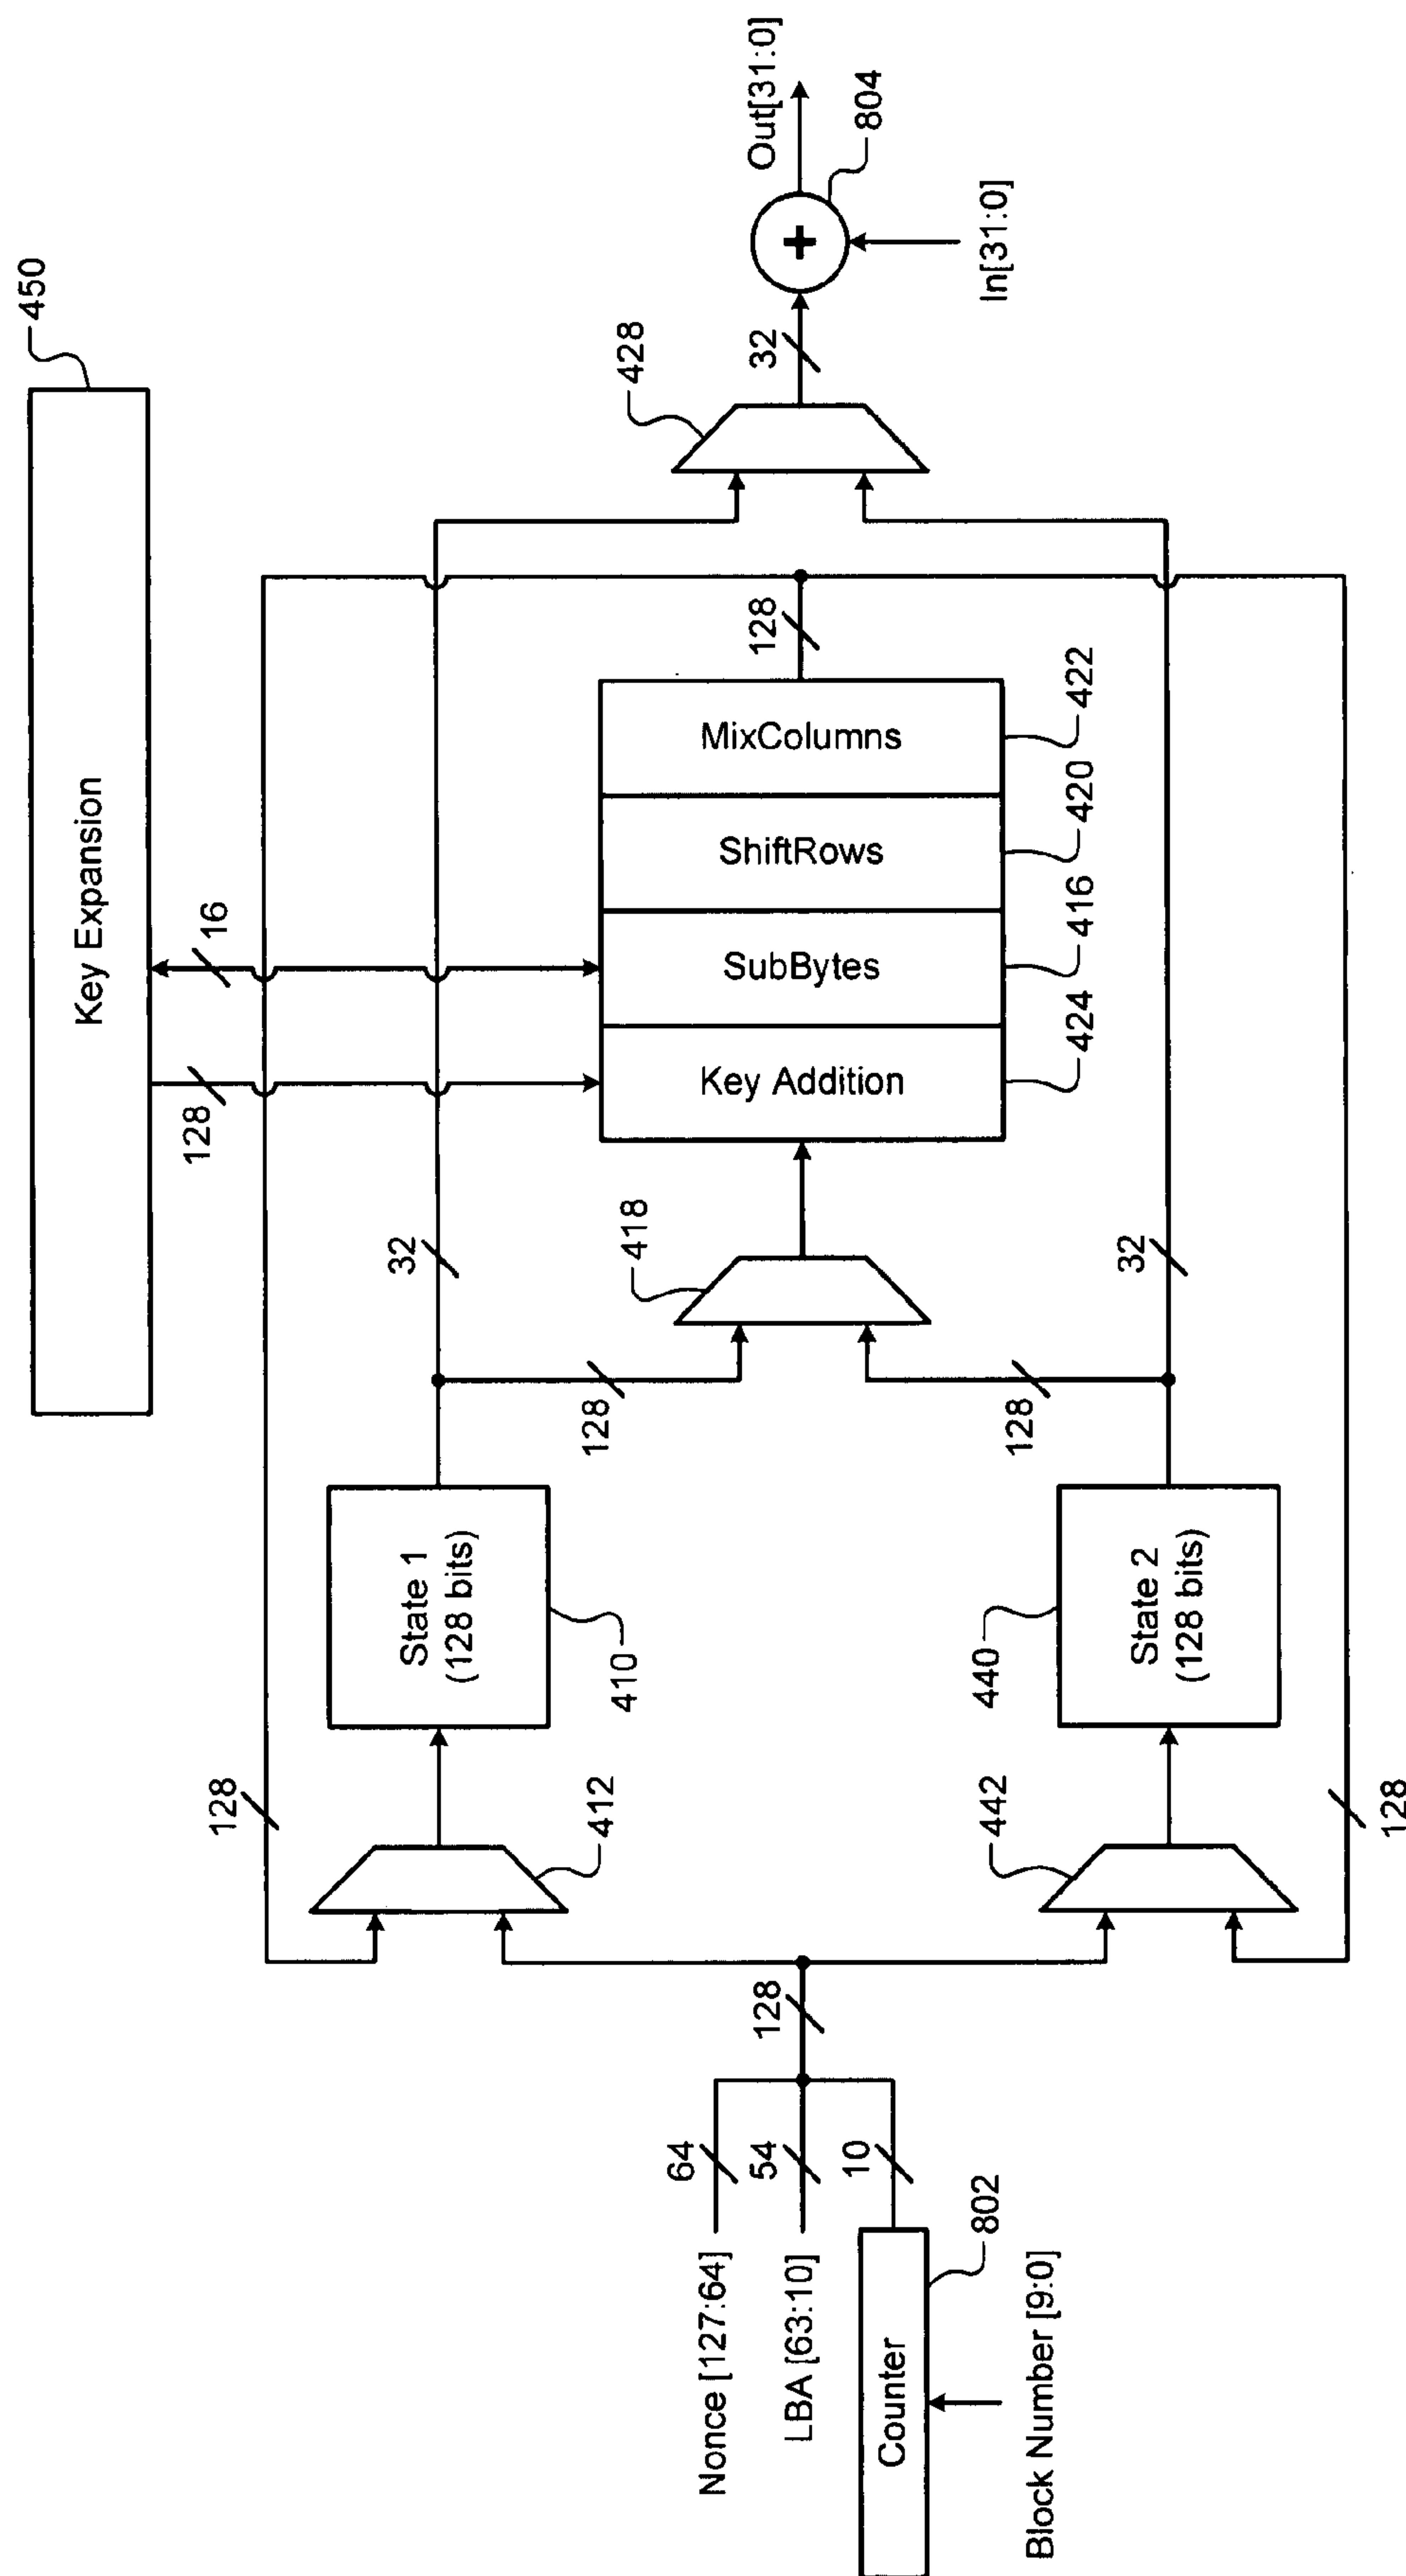 Key Expansion
450
128
16
128
32
State 1
(128 bits)
410
412
128
418
Key Addition
SubBytes
ShiftRows
MixColumns
424
416
420
422
128
428
32
804
Out[31:0]
In[31:0]
Nonce [127:64]
64
LBA [63:10]
54
Counter
10
802
Block Number [9:0]
128
State 2
(128 bits)
440
442
128
32
128